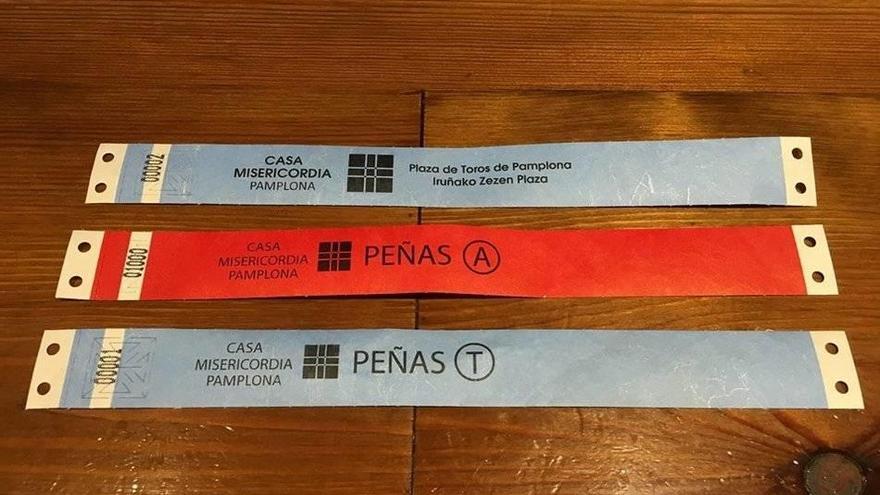 00002
CASA
MISERICORDIA
PAMPLONA
Plaza de Toros de Pamplona
Iruñako Zezen Plaza
01000
CASA
MISERICORDIA
PAMPLONA
PEÑAS A
00001
CASA
MISERICORDIA
PAMPLONA
PEÑAS T